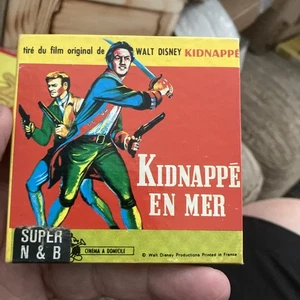 tiré du film original de WALT DISNEY KIDNAPPÉ
KIDNAPPÉ
EN MER
SUPER
N & B
CINEMA A DOMICILE
© Walt Disney Productions Printed in France